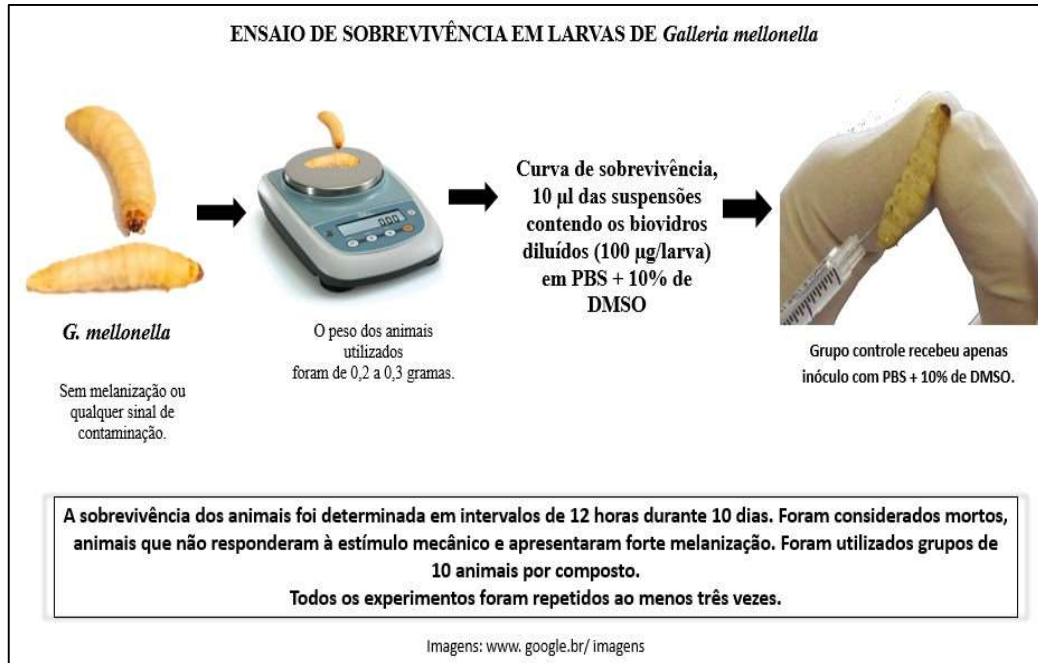 ENSAIO DE SOBREVIVÊNCIA EM LARVAS DE Galleria mellonella
G. mellonella
Sem melanização ou
qualquer sinal de
contaminação.
000
O peso dos animais
utilizados
foram de 0,2 a 0,3 gramas.
Curva de sobrevivência,
10 µl das suspensões
contendo os biovidros
diluídos (100 µg/larva)
em PBS + 10% de
DMSO
Grupo controle recebeu apenas
inóculo com PBS + 10% de DMSO.
A sobrevivência dos animais foi determinada em intervalos de 12 horas durante 10 dias. Foram considerados mortos,
animais que não responderam à estímulo mecânico e apresentaram forte melanização. Foram utilizados grupos de
10 animais por composto.
Todos os experimentos foram repetidos ao menos três vezes.
Imagens: www. google.br/ imagens